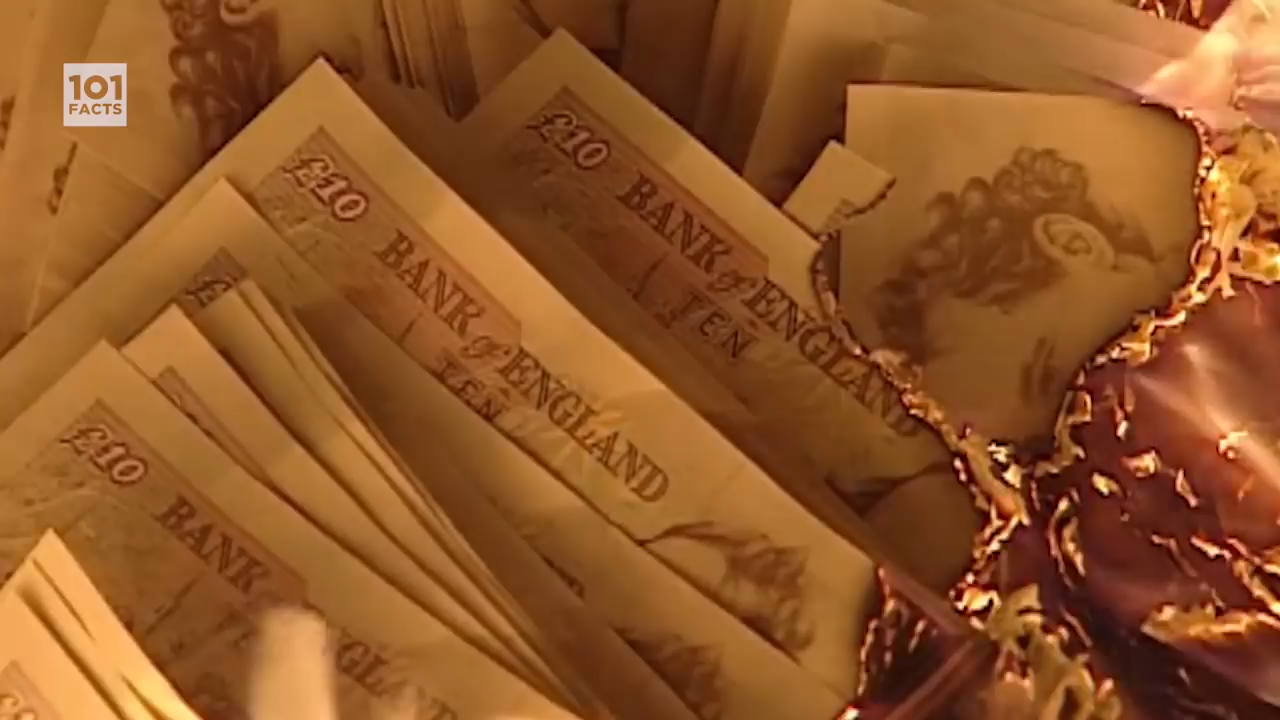 101
FACTS
£10
BANK of ENGLAND
TEN
£10
BANK of ENGLAND
TEN
£10
BANK